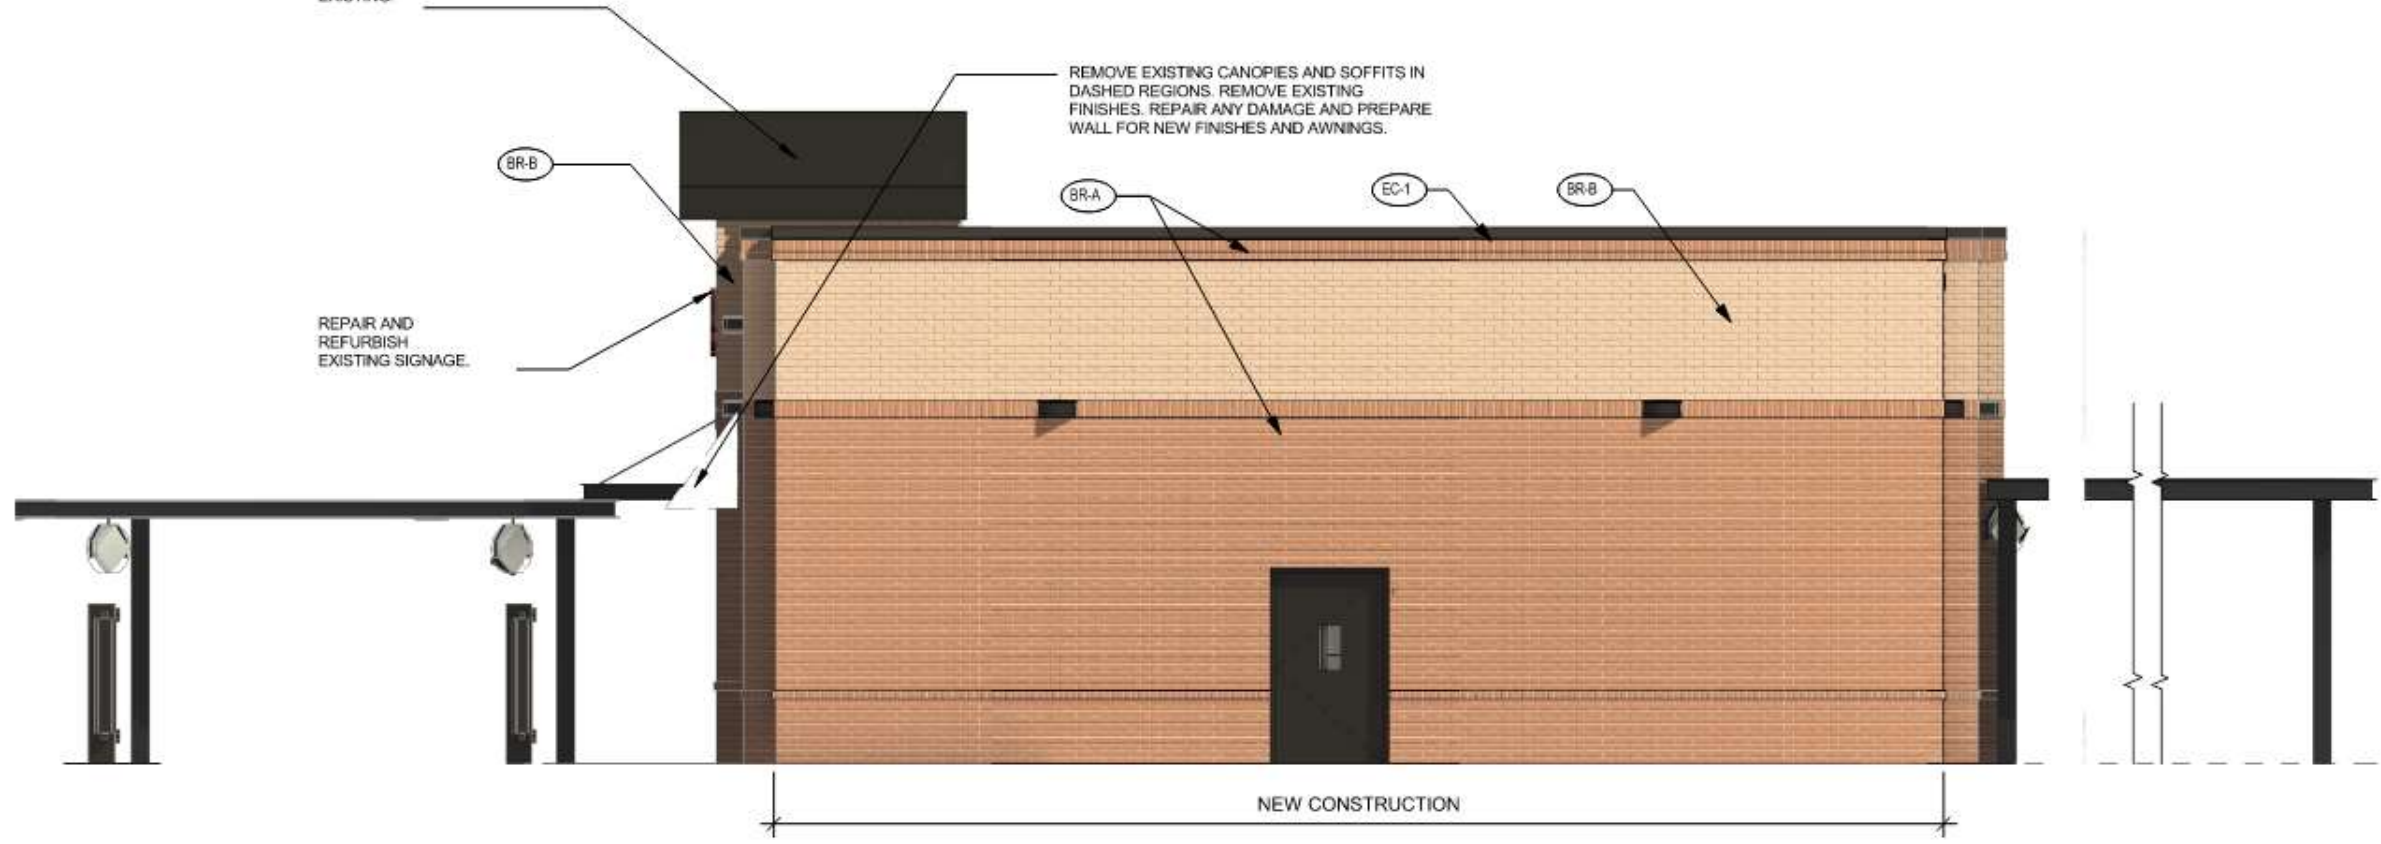 EXISTING.
REMOVE EXISTING CANOPIES AND SOFFITS IN
DASHED REGIONS. REMOVE EXISTING
FINISHES. REPAIR ANY DAMAGE AND PREPARE
WALL FOR NEW FINISHES AND AWNINGS.
BR-B
BR-A
EC-1
BR-B
REPAIR AND
REFURBISH
EXISTING SIGNAGE.
NEW CONSTRUCTION